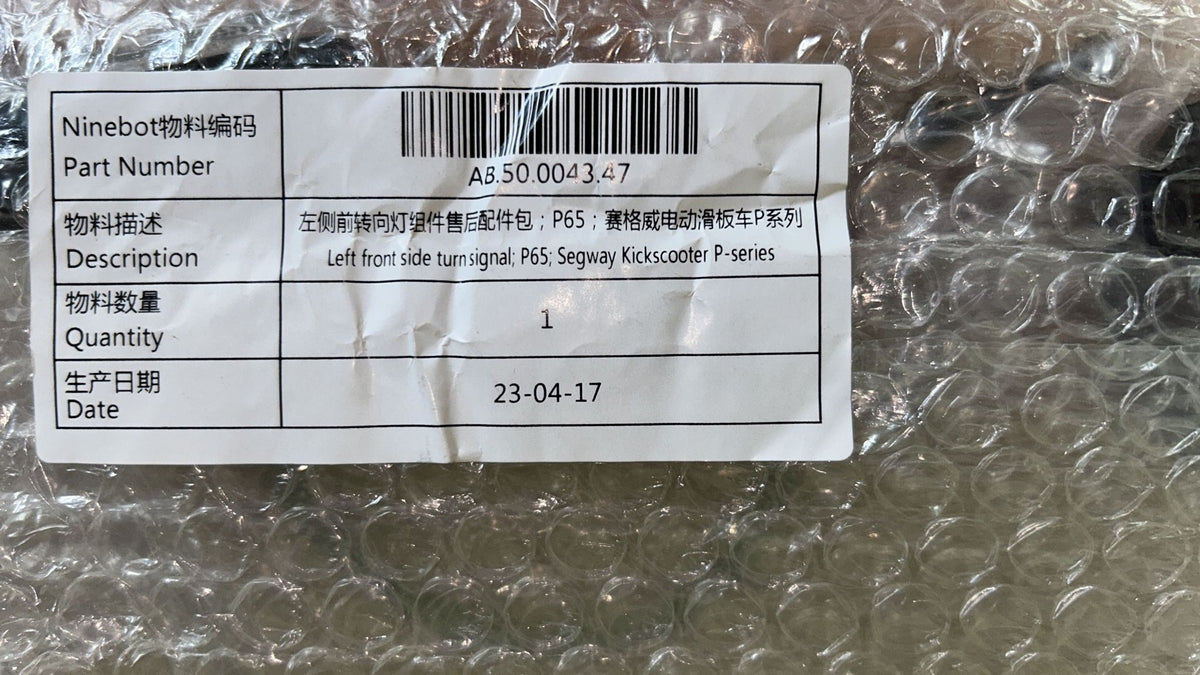 Ninebot物料编码
Part Number
AB.50.0043.47
物料描述
Description
左侧前转向灯组件售后配件包；P65；赛格威电动滑板车P系列
Left front side turn signal; P65; Segway Kickscooter P-series
物料数量
Quantity
1
生产日期
Date
23-04-17